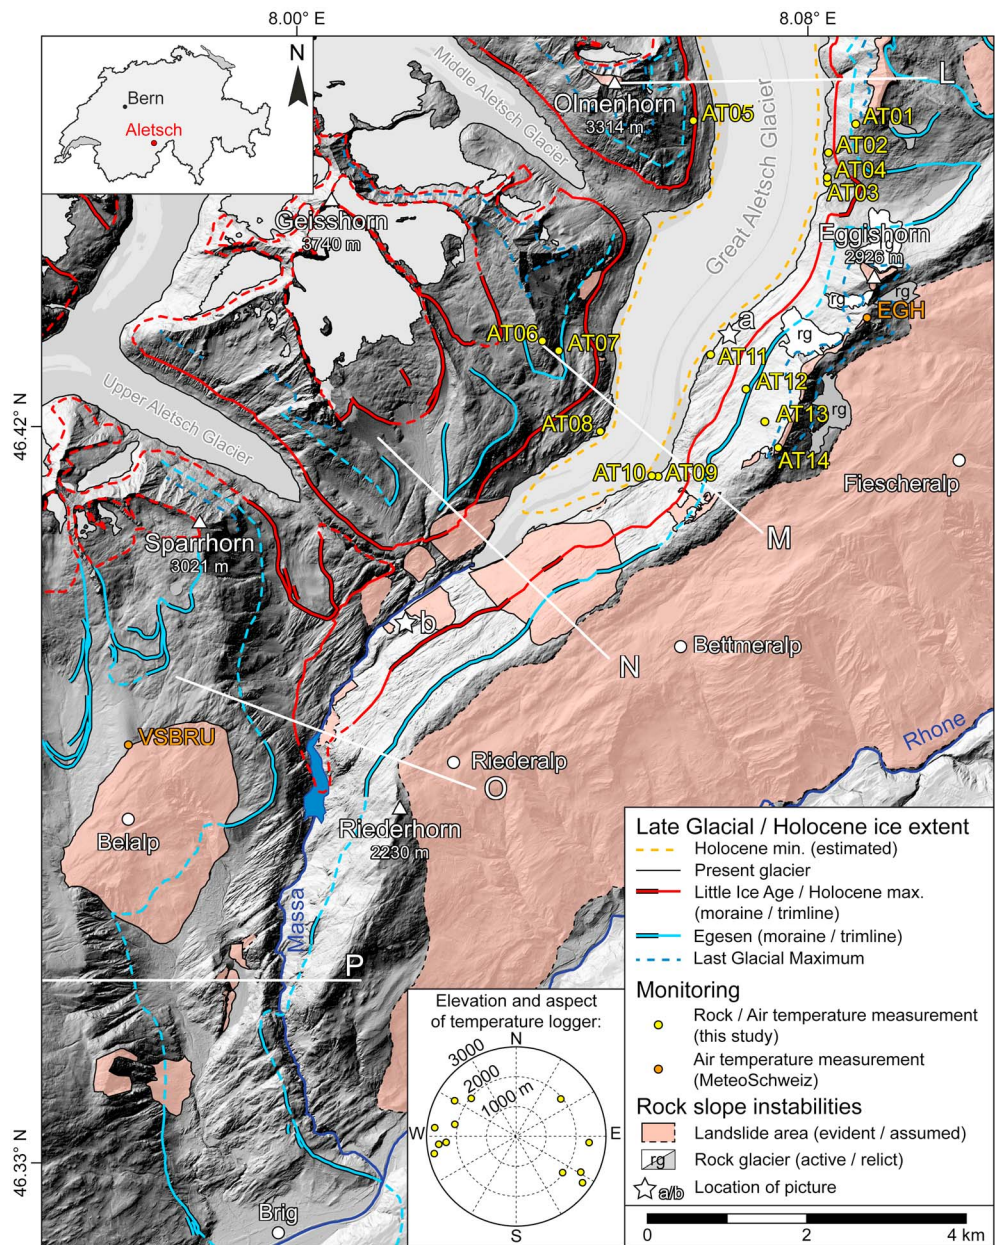 8.00° E
8.08° E
N
Bern
Aletsch
Middle Aletsch Glacier
Olmenhorn
3314 m
AT05
Great Aletsch Glacier
L
AT01
AT02
AT04
AT03
Geisshorn
3740 m
Eggishorn
2926 m
rg
rg
EGH
a
rg
AT06
AT07
AT11
AT12
Upper Aletsch Glacier
46.42° N
AT08
AT13
rg
AT14
AT10
AT09
Fiescheralp
M
Sparrhorn
3021 m
b
Bettmeralp
N
VSBRU
Rhone
Riederalp
O
Belalp
Riederhorn
2230 m
Massa
P
46.33° N
Brig
Elevation and aspect
of temperature logger:
N
3000
2000
1000 m
W
E
S
Late Glacial / Holocene ice extent
Holocene min. (estimated)
Present glacier
Little Ice Age / Holocene max.
(moraine / trimline)
Egesen (moraine / trimline)
Last Glacial Maximum
Monitoring
Rock / Air temperature measurement
(this study)
Air temperature measurement
(MeteoSchweiz)
Rock slope instabilities
Landslide area (evident / assumed)
rg
Rock glacier (active / relict)
a/b
Location of picture
0
2
4 km